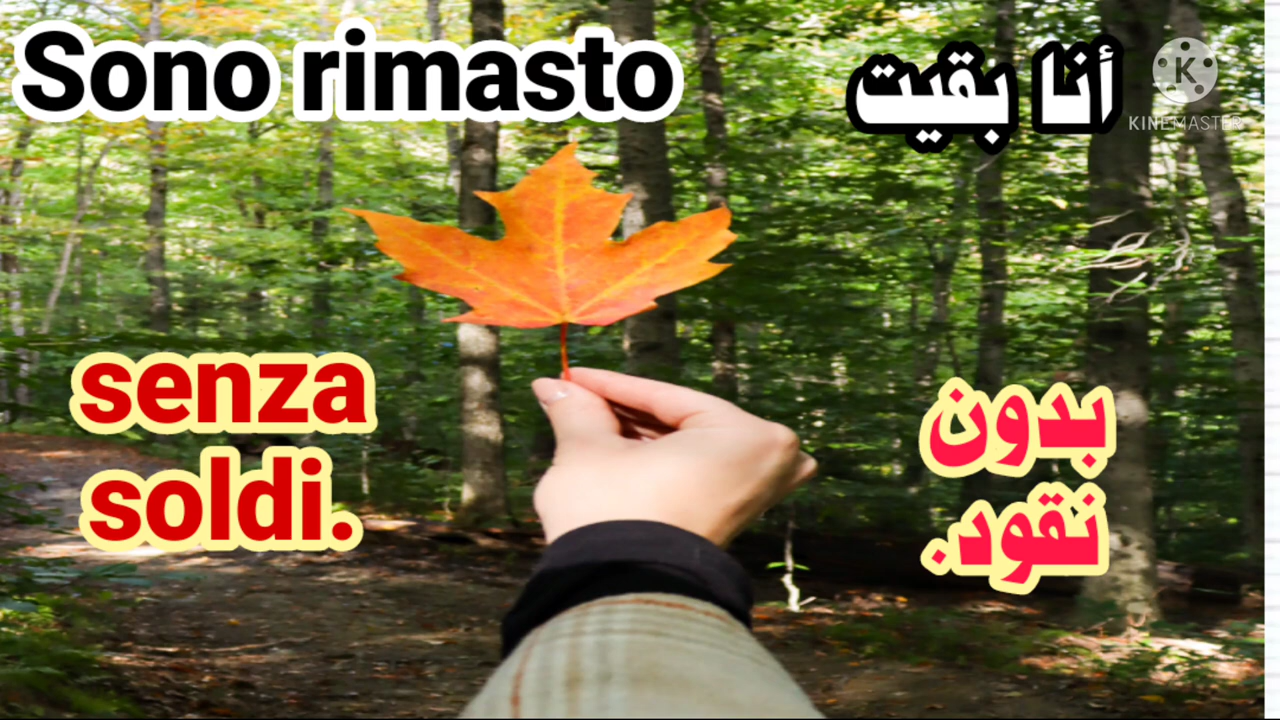 Sono rimasto
senza
soldi.
أنا بقيت
بدون
نقود.
K
KINEMASTER